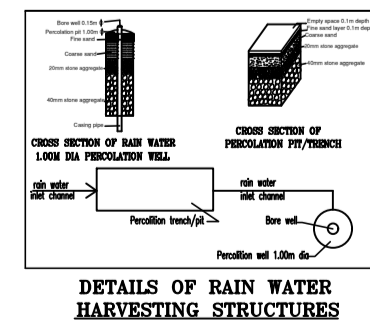 Bore well 0.15m
Percolation pit 1.00m
Fine sand
Coarse sand
20mm stone aggregate
40mm stone aggregate
Casing pipe
CROSS SECTION OF RAIN WATER
1.00M DIA PERCOLATION WELL
Empty space 0.1m depth
Fine sand layer 0.1m dep
Coarse sand
20mm stone aggregate
40mm stone aggregate
CROSS SECTION OF
PERCOLATION PIT/TRENCH
rain water
inlet channel
Percolition trench/pit
rain water
inlet channel
Bore well
Percolition well 1.00m dia
DETAILS OF RAIN WATER
HARVESTING STRUCTURES